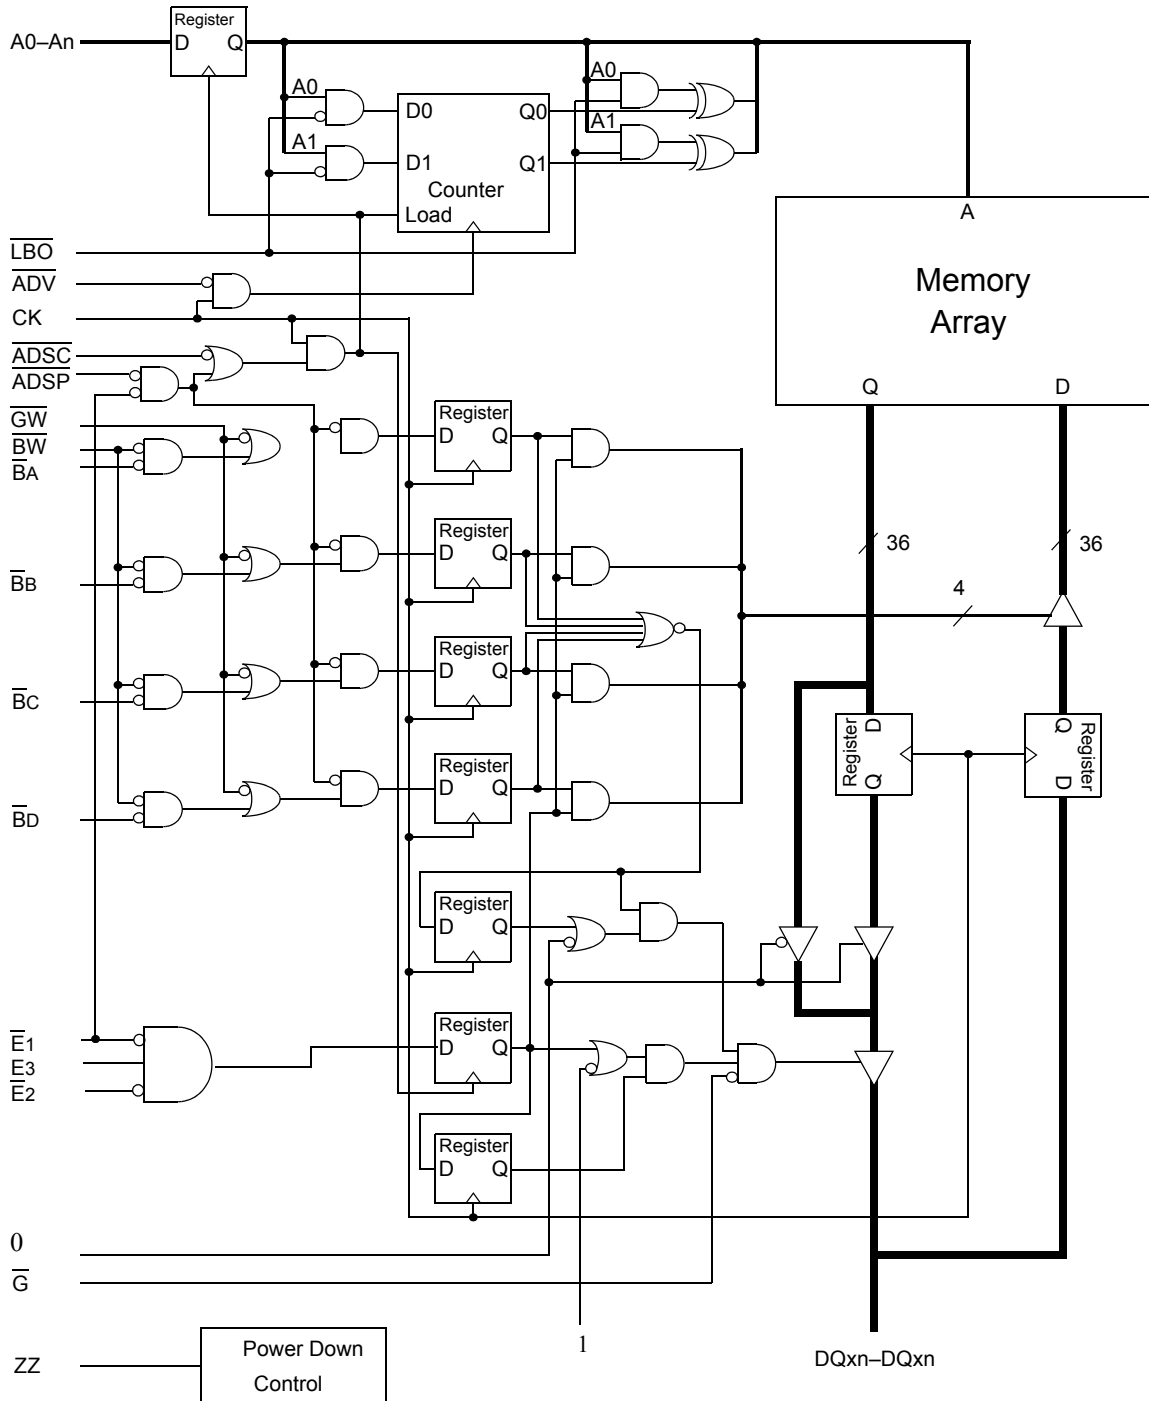 Register
A0–An
D Q
A0
A0
D0 Q0
A1
A1
D1 Q1
Counter
Load
A
LBO
ADV
Memory
CK
Array
ADSC
ADSP
Q D
GW
Register
BW
D Q
BA
Register
36 36
D Q
BB
4
Register
D Q
BC
Register
D
Q
Q
Register
D
Register
D Q
BD
Register
D Q
Register
E1
D Q
E3
E2
Register
D Q
0
G
1
Power Down
ZZ
Control
DQxn–DQxn